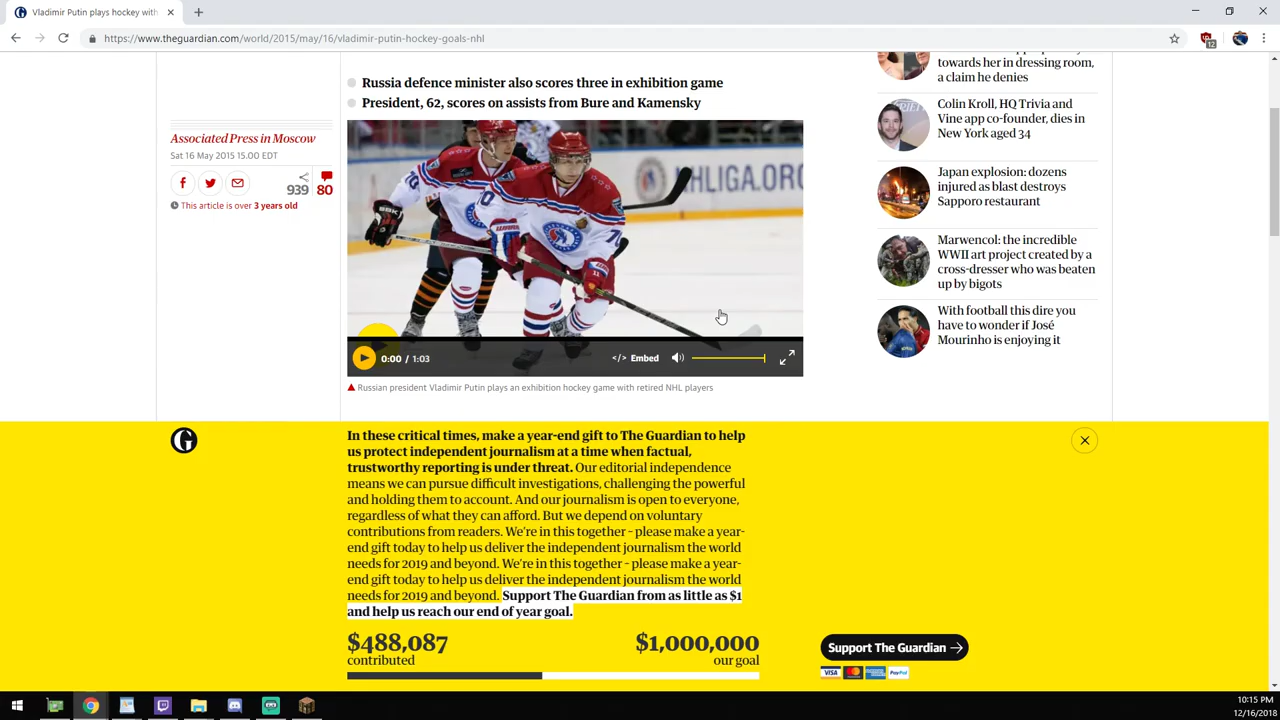 Vladimir Putin plays hockey with
https://www.theguardian.com/world/2015/may/16/vladimir-putin-hockey-goals-nhl
12
Russia defence minister also scores three in exhibition game
President, 62, scores on assists from Bure and Kamensky
Associated Press in Moscow
Sat 16 May 2015 15.00 EDT
939
80
This article is over 3 years old
HLIGA.ORG
0:00 / 1:03
</> Embed
Russian president Vladimir Putin plays an exhibition hockey game with retired NHL players
towards her in dressing room,
a claim he denies
Colin Kroll, HQ Trivia and
Vine app co-founder, dies in
New York aged 34
Japan explosion: dozens
injured as blast destroys
Sapporo restaurant
Marwencol: the incredible
WWII art project created by a
cross-dresser who was beaten
up by bigots
With football this dire you
have to wonder if José
Mourinho is enjoying it
In these critical times, make a year-end gift to The Guardian to help
us protect independent journalism at a time when factual,
trustworthy reporting is under threat. Our editorial independence
means we can pursue difficult investigations, challenging the powerful
and holding them to account. And our journalism is open to everyone,
regardless of what they can afford. But we depend on voluntary
contributions from readers. We're in this together – please make a year-
end gift today to help us deliver the independent journalism the world
needs for 2019 and beyond. We're in this together – please make a year-
end gift today to help us deliver the independent journalism the world
needs for 2019 and beyond. Support The Guardian from as little as $1
and help us reach our end of year goal.
$488,087
contributed
$1,000,000
our goal
Support The Guardian
VISA
PayPal
10:15 PM
12/16/2018